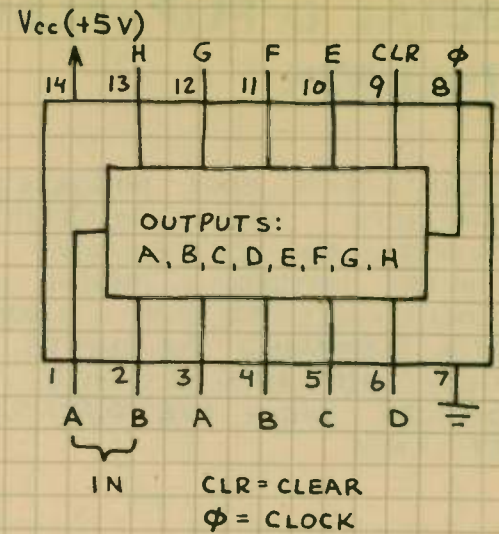 Vcc (+5 V)
H G F E CLR ϕ
14 13 12 11 10 9 8
OUTPUTS:
A, B, C, D, E, F, G, H
1 2 3 4 5 6 7
A B A B C D
IN
CLR = CLEAR
ϕ = CLOCK